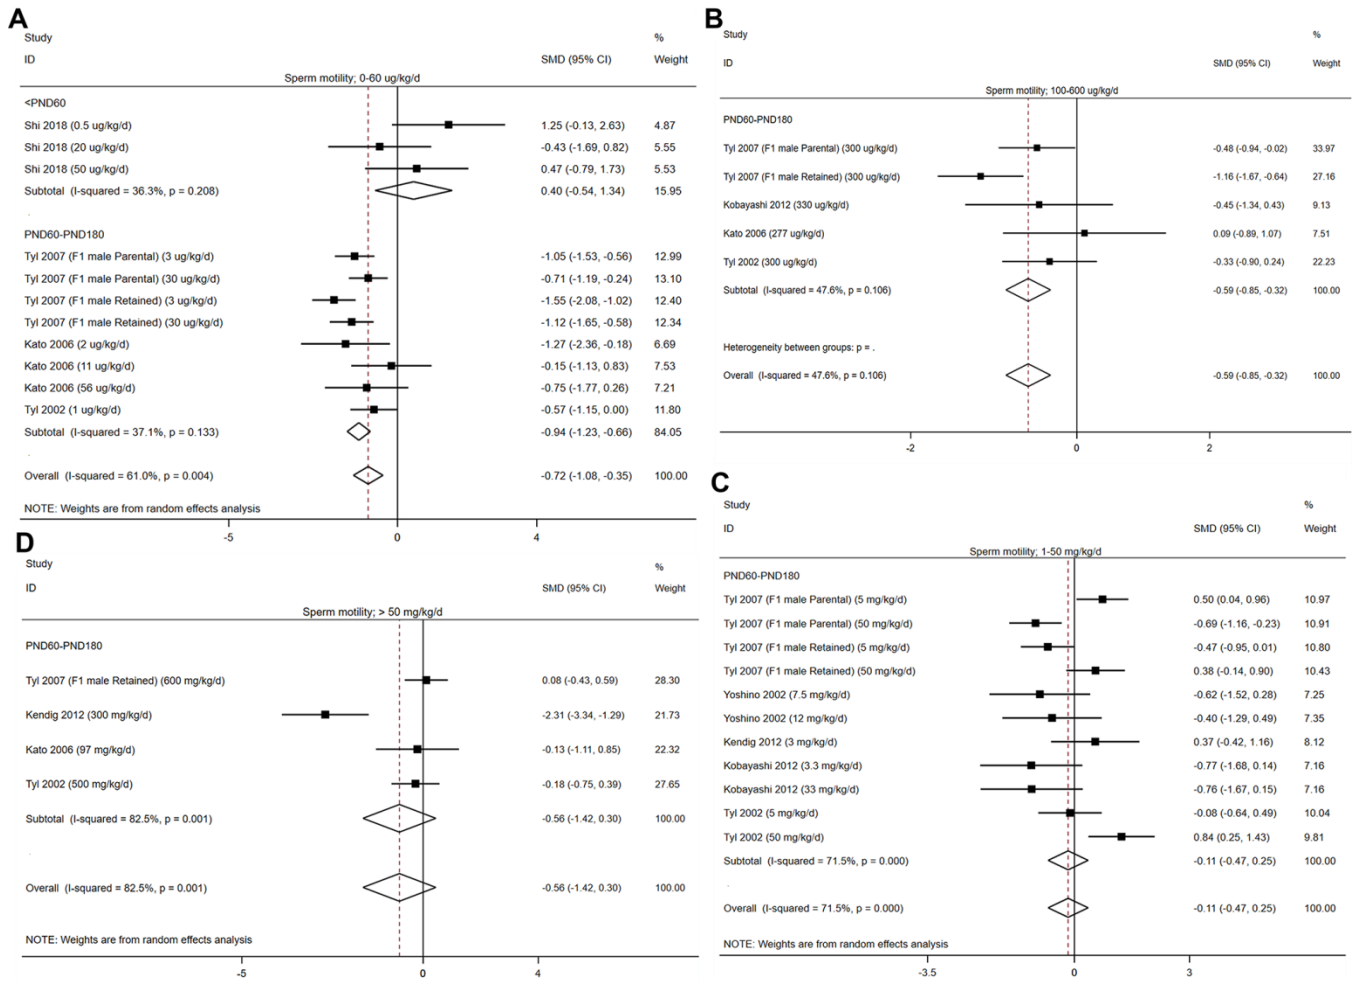 A
Study %
ID SMD (95% CI) Weight
Sperm motility; 0-60 ug/kg/d
<PND60
Shi 2018 (0.5 ug/kg/d) 1.25 (-0.13, 2.63) 4.87
Shi 2018 (20 ug/kg/d) -0.43 (-1.69, 0.82) 5.55
Shi 2018 (50 ug/kg/d) 0.47 (-0.79, 1.73) 5.53
Subtotal (I-squared = 36.3%, p = 0.208) 0.40 (-0.54, 1.34) 15.95
.
PND60-PND180
Tyl 2007 (F1 male Parental) (3 ug/kg/d) -1.05 (-1.53, -0.56) 12.99
Tyl 2007 (F1 male Parental) (30 ug/kg/d) -0.71 (-1.19, -0.24) 13.10
Tyl 2007 (F1 male Retained) (3 ug/kg/d) -1.55 (-2.08, -1.02) 12.40
Tyl 2007 (F1 male Retained) (30 ug/kg/d) -1.12 (-1.65, -0.58) 12.34
Kato 2006 (2 ug/kg/d) -1.27 (-2.36, -0.18) 6.69
Kato 2006 (11 ug/kg/d) -0.15 (-1.13, 0.83) 7.53
Kato 2006 (56 ug/kg/d) -0.75 (-1.77, 0.26) 7.21
Tyl 2002 (1 ug/kg/d) -0.57 (-1.15, 0.00) 11.80
Subtotal (I-squared = 37.1%, p = 0.133) -0.94 (-1.23, -0.66) 84.05
.
Overall (I-squared = 61.0%, p = 0.004) -0.72 (-1.08, -0.35) 100.00
NOTE: Weights are from random effects analysis
-5 0 4
B
Study %
ID SMD (95% CI) Weight
Sperm motility; 100-600 ug/kg/d
PND60-PND180
Tyl 2007 (F1 male Parental) (300 ug/kg/d) -0.48 (-0.94, -0.02) 33.97
Tyl 2007 (F1 male Retained) (300 ug/kg/d) -1.16 (-1.67, -0.64) 27.16
Kobayashi 2012 (330 ug/kg/d) -0.45 (-1.34, 0.43) 9.13
Kato 2006 (277 ug/kg/d) 0.09 (-0.89, 1.07) 7.51
Tyl 2002 (300 ug/kg/d) -0.33 (-0.90, 0.24) 22.23
Subtotal (I-squared = 47.6%, p = 0.106) -0.59 (-0.85, -0.32) 100.00
.
Heterogeneity between groups: p = .
Overall (I-squared = 47.6%, p = 0.106) -0.59 (-0.85, -0.32) 100.00
-2 0 2
C
Study %
ID SMD (95% CI) Weight
Sperm motility; 1-50 mg/kg/d
PND60-PND180
Tyl 2007 (F1 male Parental) (5 mg/kg/d) 0.50 (0.04, 0.96) 10.97
Tyl 2007 (F1 male Parental) (50 mg/kg/d) -0.69 (-1.16, -0.23) 10.91
Tyl 2007 (F1 male Retained) (5 mg/kg/d) -0.47 (-0.95, 0.01) 10.80
Tyl 2007 (F1 male Retained) (50 mg/kg/d) 0.38 (-0.14, 0.90) 10.43
Yoshino 2002 (7.5 mg/kg/d) -0.62 (-1.52, 0.28) 7.25
Yoshino 2002 (12 mg/kg/d) -0.40 (-1.29, 0.49) 7.35
Kendig 2012 (3 mg/kg/d) 0.37 (-0.42, 1.16) 8.12
Kobayashi 2012 (3.3 mg/kg/d) -0.77 (-1.68, 0.14) 7.16
Kobayashi 2012 (33 mg/kg/d) -0.76 (-1.67, 0.15) 7.16
Tyl 2002 (5 mg/kg/d) -0.08 (-0.64, 0.49) 10.04
Tyl 2002 (50 mg/kg/d) 0.84 (0.25, 1.43) 9.81
Subtotal (I-squared = 71.5%, p = 0.000) -0.11 (-0.47, 0.25) 100.00
.
Overall (I-squared = 71.5%, p = 0.000) -0.11 (-0.47, 0.25) 100.00
NOTE: Weights are from random effects analysis
-3.5 0 3
D
Study %
ID SMD (95% CI) Weight
Sperm motility; > 50 mg/kg/d
PND60-PND180
Tyl 2007 (F1 male Retained) (600 mg/kg/d) 0.08 (-0.43, 0.59) 28.30
Kendig 2012 (300 mg/kg/d) -2.31 (-3.34, -1.29) 21.73
Kato 2006 (97 mg/kg/d) -0.13 (-1.11, 0.85) 22.32
Tyl 2002 (500 mg/kg/d) -0.18 (-0.75, 0.39) 27.65
Subtotal (I-squared = 82.5%, p = 0.001) -0.56 (-1.42, 0.30) 100.00
.
Overall (I-squared = 82.5%, p = 0.001) -0.56 (-1.42, 0.30) 100.00
NOTE: Weights are from random effects analysis
-5 0 4